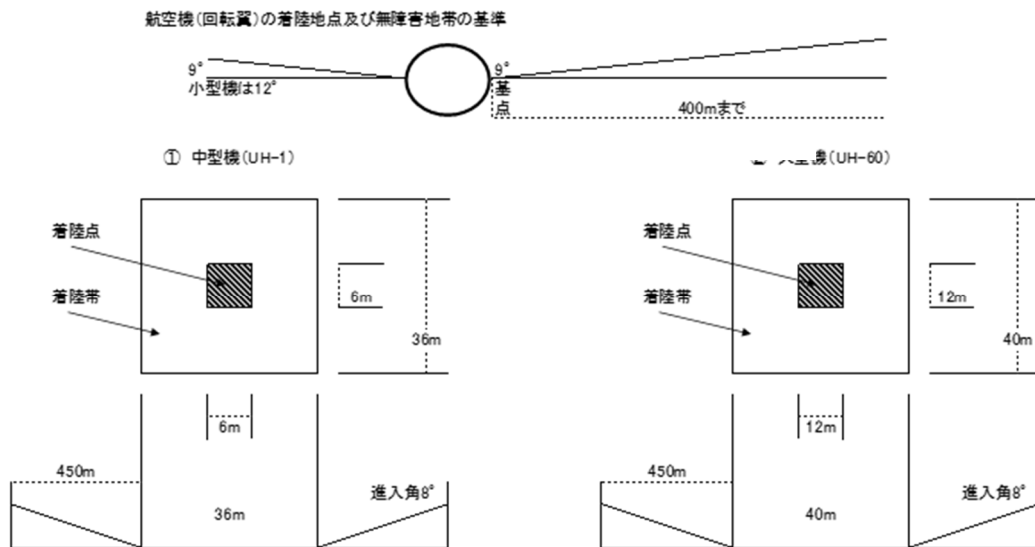 航空機(回転翼)の着陸地点及び無障害地帯の基準
9°
小型機は12°
9°
基点
400mまで
① 中型機(UH-1)
機(UH-60)
着陸点
着陸帯
6m
36m
着陸点
着陸帯
12m
40m
6m
12m
450m
進入角8°
36m
450m
進入角8°
40m